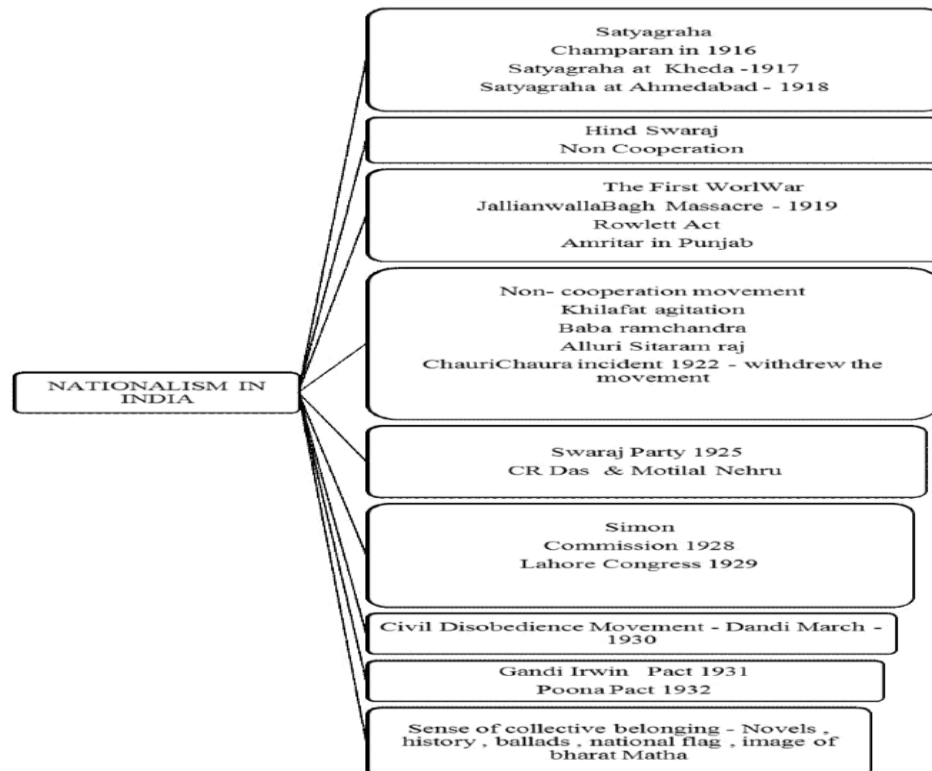 Satyagraha
Champaran in 1916
Satyagraha at Kheda -1917
Satyagraha at Ahmedabad - 1918
Hind Swaraj
Non Cooperation
The First WorlWar
JallianwallaBagh Massacre - 1919
Rowlett Act
Amritar in Punjab
Non- cooperation movement
Khilafat agitation
Baba ramchandra
Alluri Sitaram raj
ChauriChaura incident 1922 - withdrew the
movement
NATIONALISM IN
INDIA
Swaraj Party 1925
CR Das & Motilal Nehru
Simon
Commission 1928
Lahore Congress 1929
Civil Disobedience Movement - Dandi March -
1930
Gandi Irwin Pact 1931
Poona Pact 1932
Sense of collective belonging - Novels ,
history , ballads , national flag , image of
bharat Matha